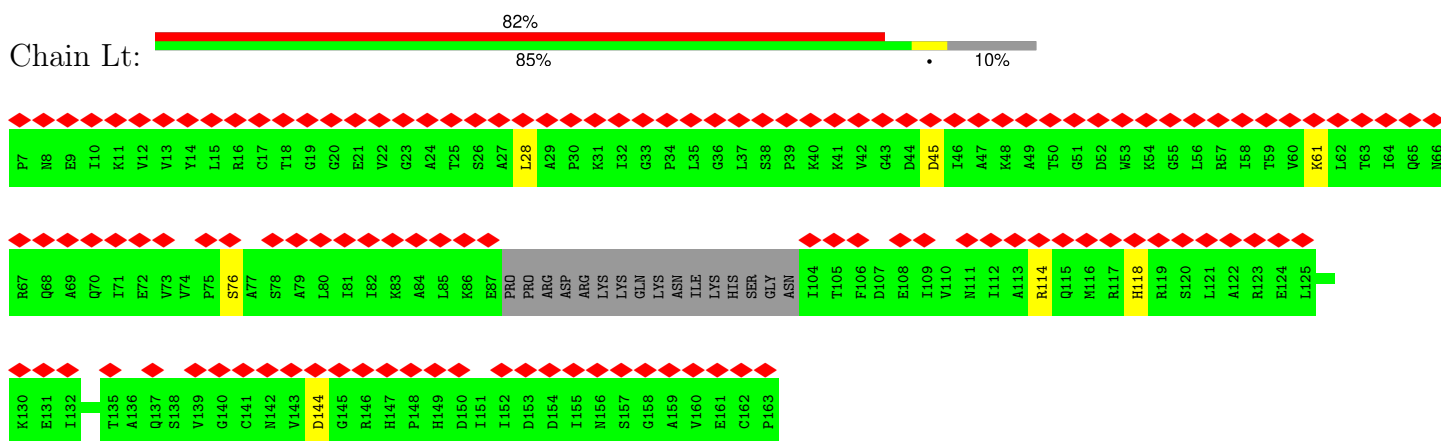 82%
Chain Lt:
85% • 10%
P7 N8 E9 I10 K11 V12 V13 Y14 L15 R16 C17 T18 G19 G20 E21 V22 G23 A24 T25 S26 A27 L28 A29 P30 K31 I32 G33 P34 L35 G36 L37 S38 P39 K40 K41 V42 G43 D44 D45 I46 A47 K48 A49 T50 G51 D52 W53 K54 G55 L56 R57 I58 T59 V60 K61 L62 T63 I64 Q65 N66
R67 Q68 A69 Q70 I71 E72 V73 V74 P75 S76 A77 S78 A79 L80 I81 I82 K83 A84 L85 K86 E87 PRO PRO ARG ASP ARG LYS LYS GLN LYS ASN ILE LYS HIS SER GLY ASN I104 T105 F106 D107 E108 I109 V110 N111 I112 A113 R114 Q115 M116 R117 H118 R119 S120 L121 A122 R123 E124 L125
K130 E131 I132 T135 A136 Q137 S138 V139 G140 C141 N142 V143 D144 G145 R146 H147 P148 H149 D150 I151 I152 D153 D154 I155 N156 S157 G158 A159 V160 E161 C162 P163